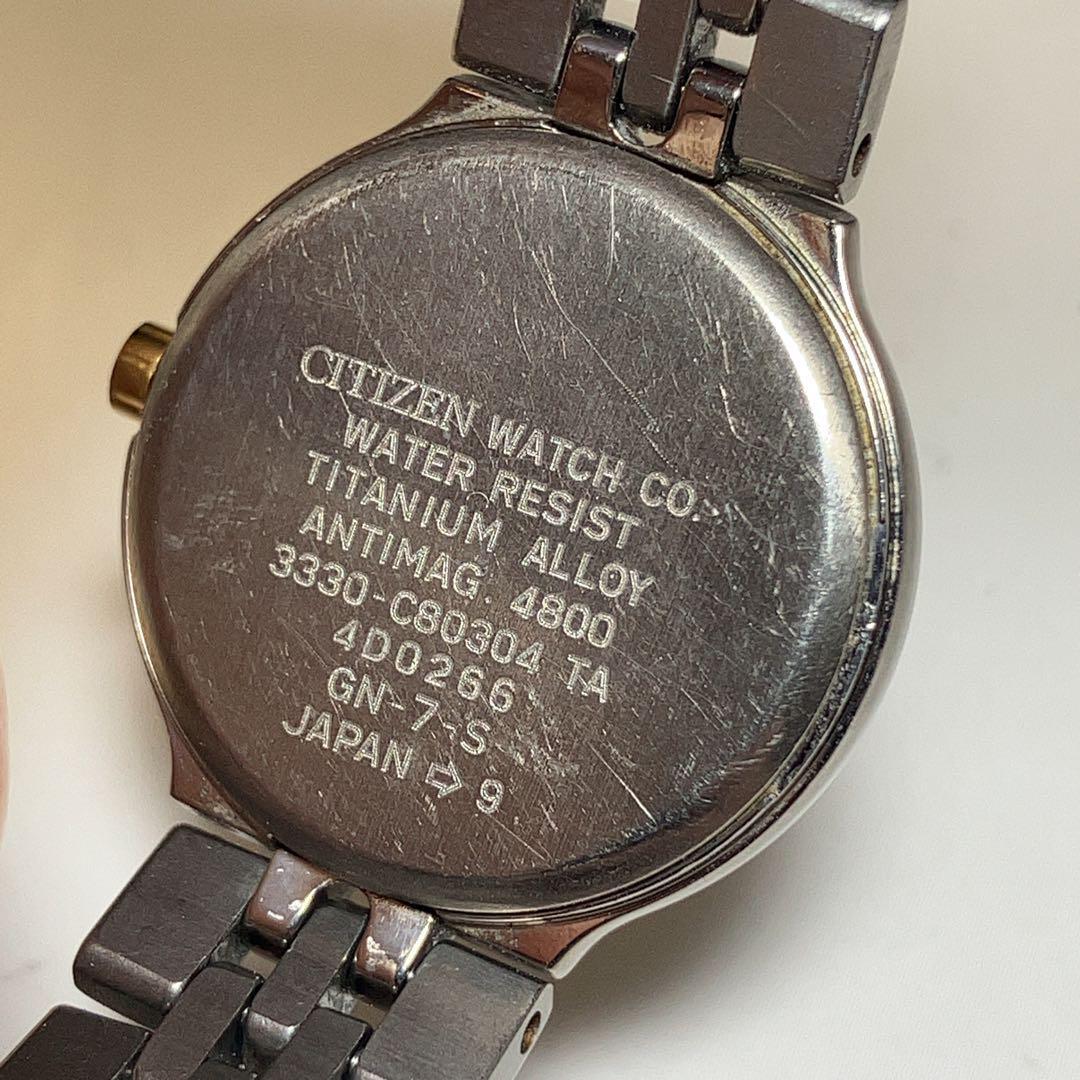 CITIZEN WATCH CO.
WATER RESIST
TITANIUM ALLOY
ANTIMAG. 4800
3330-C80304 TA
4D0266
GN-7-S
JAPAN ⇨ 9